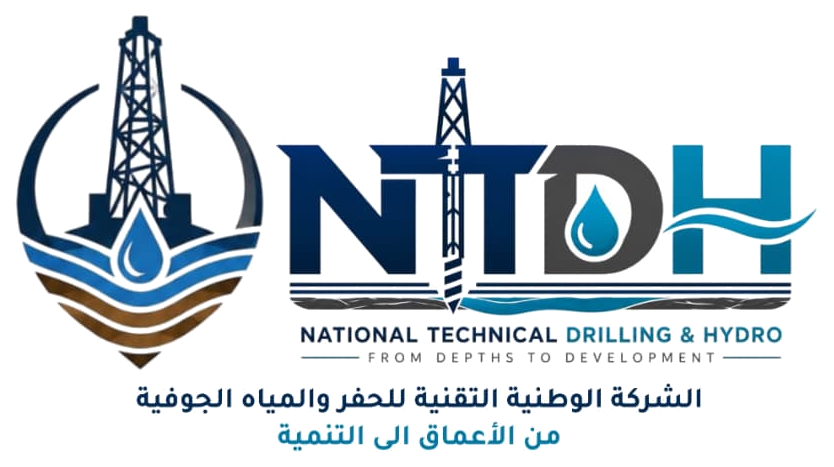 NTDH
NATIONAL TECHNICAL DRILLING & HYDRO
FROM DEPTHS TO DEVELOPMENT
الشركة الوطنية التقنية للحفر والمياه الجوفية
من الأعماق الى التنمية